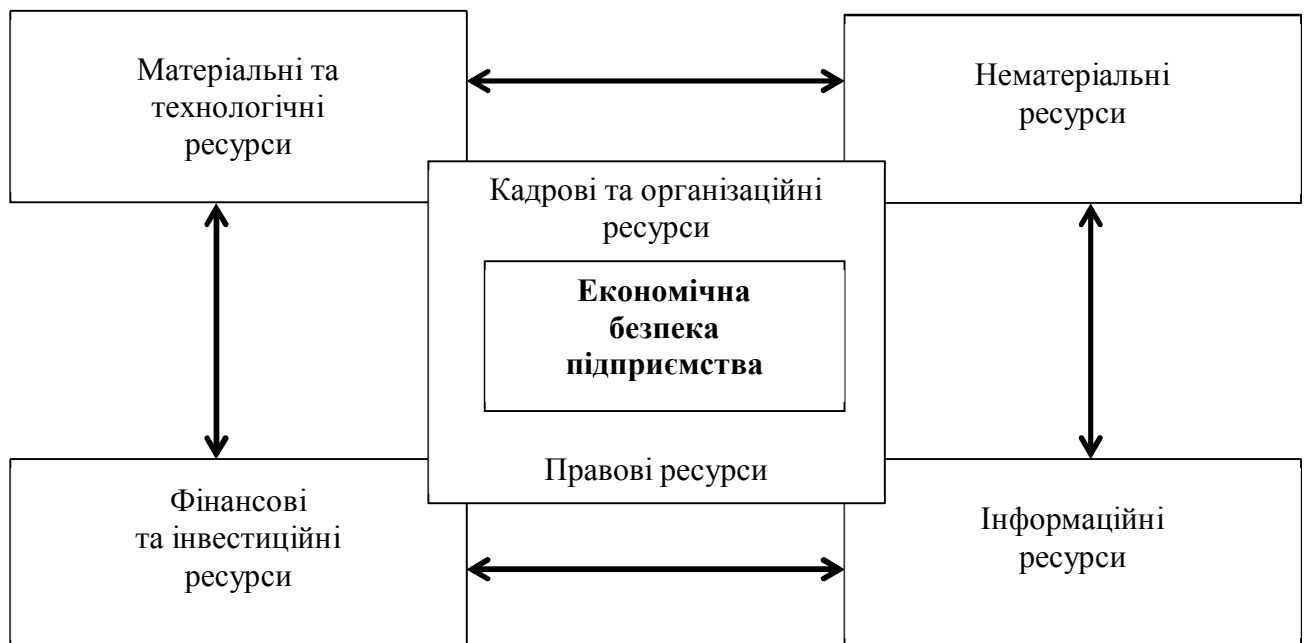 Матеріальні та
технологічні
ресурси
Нематеріальні
ресурси
Кадрові та організаційні
ресурси
Економічна
безпека
підприємства
Правові ресурси
Фінансові
та інвестиційні
ресурси
Інформаційні
ресурси